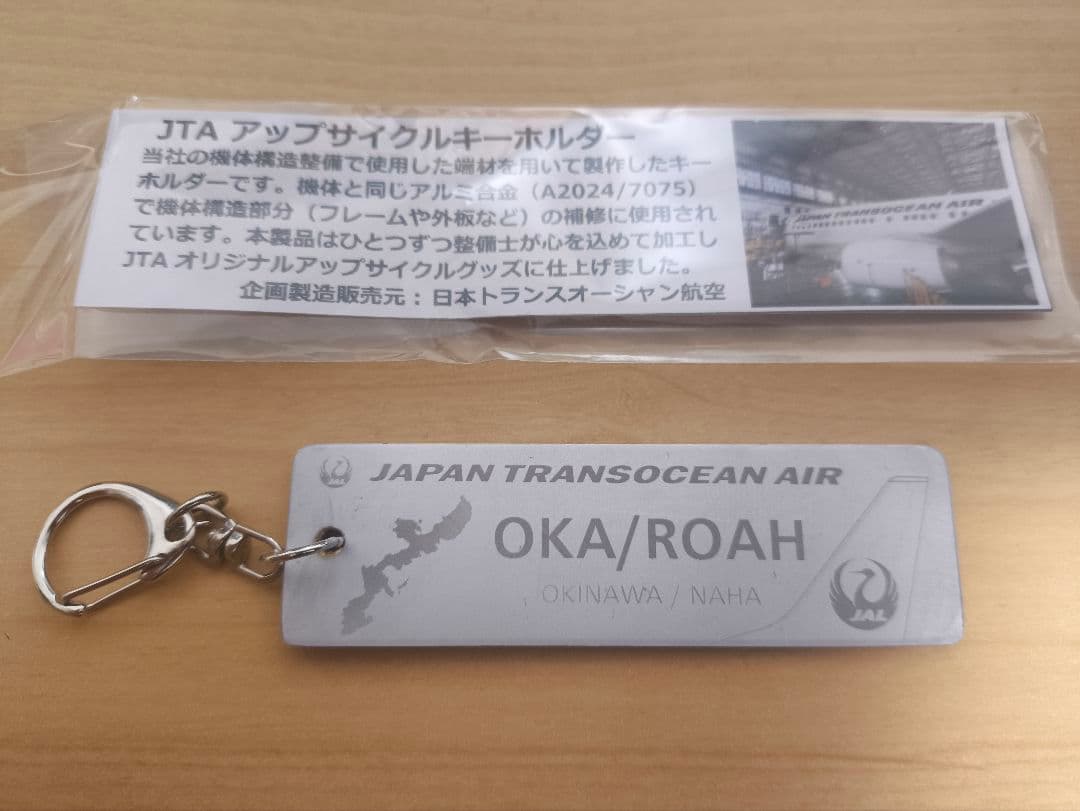 JTA アップサイクルキーホルダー
当社の機体構造整備で使用した端材を用いて製作したキー
ホルダーです。機体と同じアルミ合金（A2024/7075）
で機体構造部分（フレームや外板など）の補修に使用され
ています。本製品はひとつずつ整備士が心を込めて加工し
JTA オリジナルアップサイクルグッズに仕上げました。
企画製造販売元：日本トランスオーシャン航空
JAPAN TRANSOCEAN AIR
JAL
JAPAN TRANSOCEAN AIR
OKA/ROAH
OKINAWA / NAHA
JAL